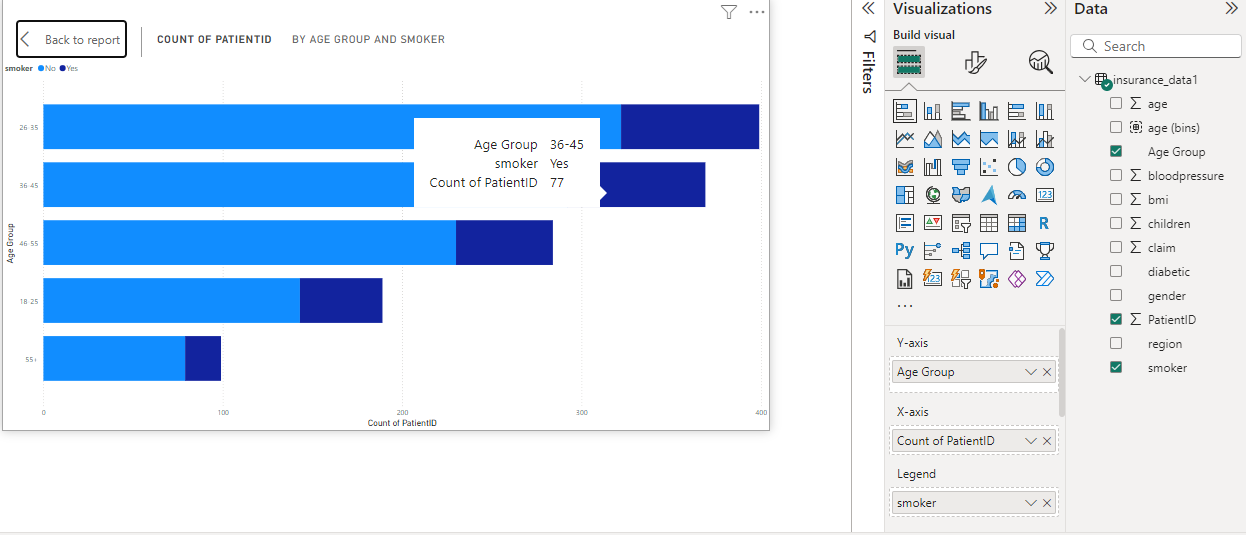 Back to report
COUNT OF PATIENTID BY AGE GROUP AND SMOKER
smoker No Yes
Age Group
26-35
36-45
46-55
18-25
55+
0 100 200 300 400
Count of PatientID
Age Group 36-45
smoker Yes
Count of PatientID 77
Filters
Visualizations
Build visual
123
R
Py
123
...
Y-axis
Age Group
X-axis
Count of PatientID
Legend
smoker
Data
Search
insurance_data1
age
age (bins)
Age Group
bloodpressure
bmi
children
claim
diabetic
gender
PatientID
region
smoker